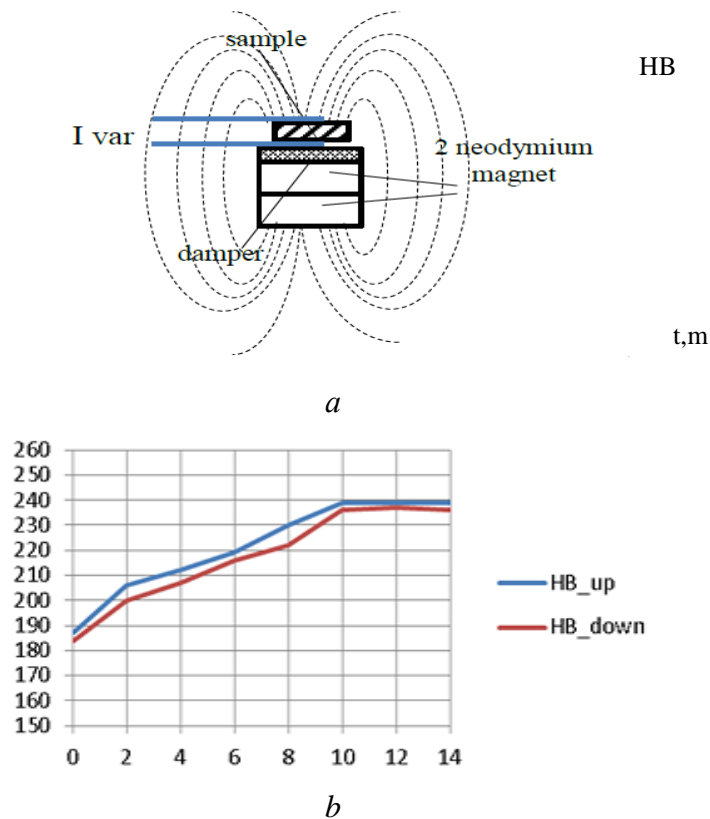 sample
HB
I var
2 neodymium
magnet
damper
t,m
a
260
250
240
230
220
210
200
190
180
170
160
150
0 2 4 6 8 10 12 14
HB_up
HB_down
b